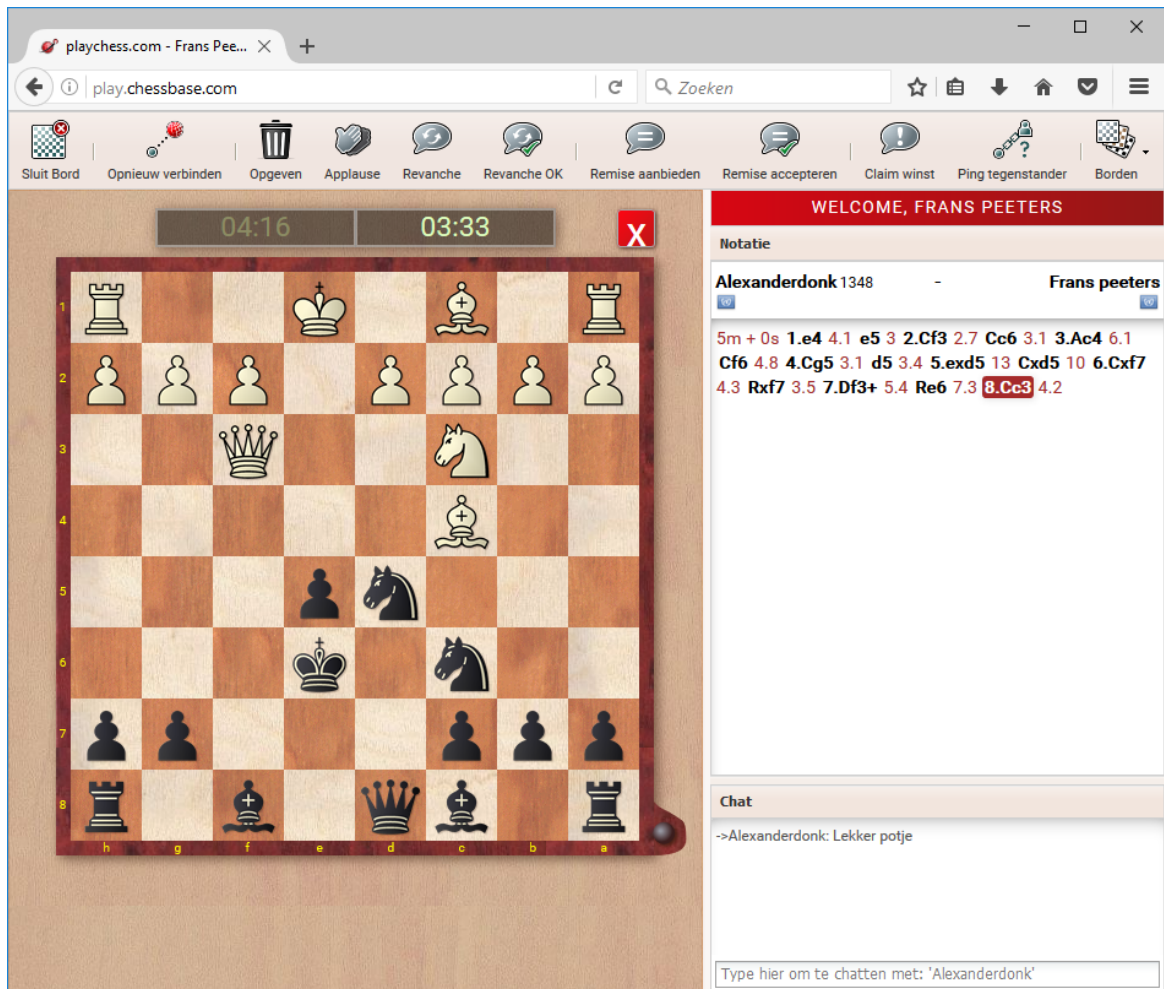 playchess.com - Frans Pee...
play.chessbase.com
Zoeken
Sluit Bord Opnieuw verbinden Opgeven Applause Revanche Revanche OK Remise aanbieden Remise accepteren Claim winst Ping tegenstander Borden
04:16 03:33 X
WELCOME, FRANS PEETERS
Notatie
Alexanderdonk 1348 - Frans peeters
5m + 0s 1.e4 4.1 e5 3 2.Cf3 2.7 Cc6 3.1 3.Ac4 6.1
Cf6 4.8 4.Cg5 3.1 d5 3.4 5.exd5 13 Cxd5 10 6.Cxf7
4.3 Rxf7 3.5 7.Df3+ 5.4 Re6 7.3 8.Cc3 4.2
1
2
3
4
5
6
7
8
h g f e d c b a
Chat
->Alexanderdonk: Lekker potje
Type hier om te chatten met: 'Alexanderdonk'